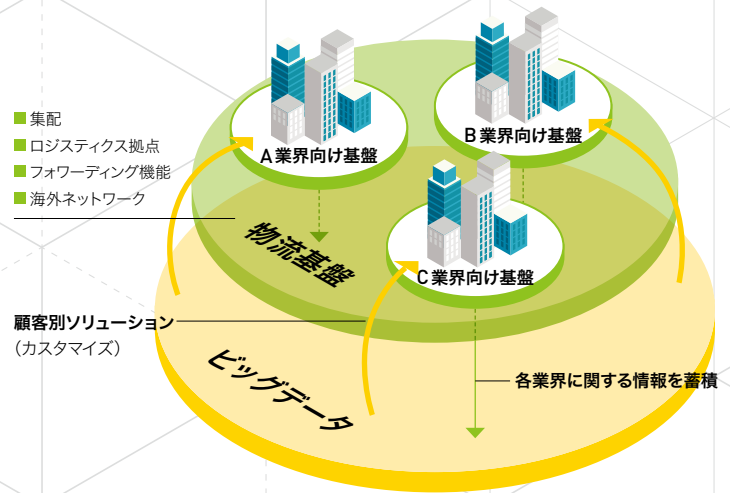 集配
ロジスティクス拠点
フォワーディング機能
海外ネットワーク
A業界向け基盤
B業界向け基盤
C業界向け基盤
物流基盤
顧客別ソリューション
(カスタマイズ)
ビッグデータ
各業界に関する情報を蓄積